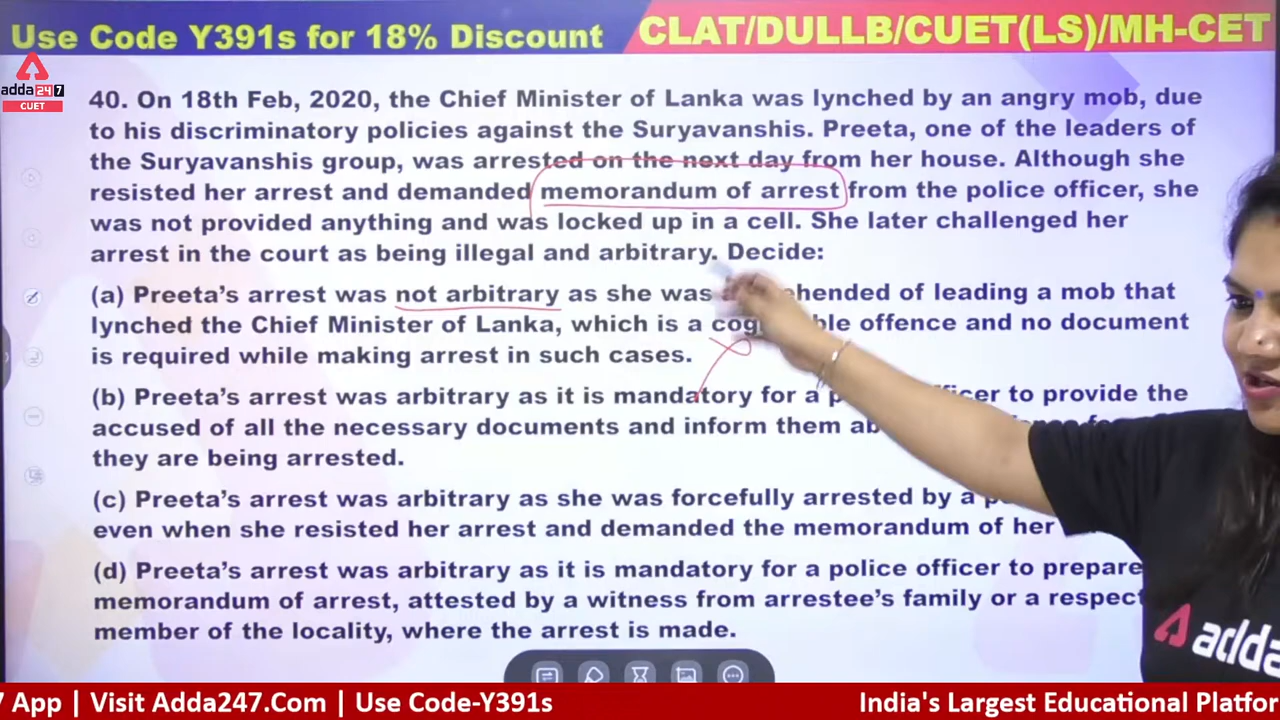 Use Code Y391s for 18% Discount
CLAT/DULLB/CUET(LS)/MH-CET
adda247
CUET
40. On 18th Feb, 2020, the Chief Minister of Lanka was lynched by an angry mob, due
to his discriminatory policies against the Suryavanshis. Preeta, one of the leaders of
the Suryavanshis group, was arrested on the next day from her house. Although she
resisted her arrest and demanded memorandum of arrest from the police officer, she
was not provided anything and was locked up in a cell. She later challenged her
arrest in the court as being illegal and arbitrary. Decide:
(a) Preeta's arrest was not arbitrary as she was hended of leading a mob that
lynched the Chief Minister of Lanka, which is a cog ble offence and no document
is required while making arrest in such cases.
(b) Preeta's arrest was arbitrary as it is mandatory for a p icer to provide the
accused of all the necessary documents and inform them ab
they are being arrested.
(c) Preeta's arrest was arbitrary as she was forcefully arrested by a
even when she resisted her arrest and demanded the memorandum of her
(d) Preeta's arrest was arbitrary as it is mandatory for a police officer to prepare
memorandum of arrest, attested by a witness from arrestee's family or a respect
member of the locality, where the arrest is made.
adda
7 App | Visit Adda247.Com | Use Code-Y391s
India's Largest Educational Platfor